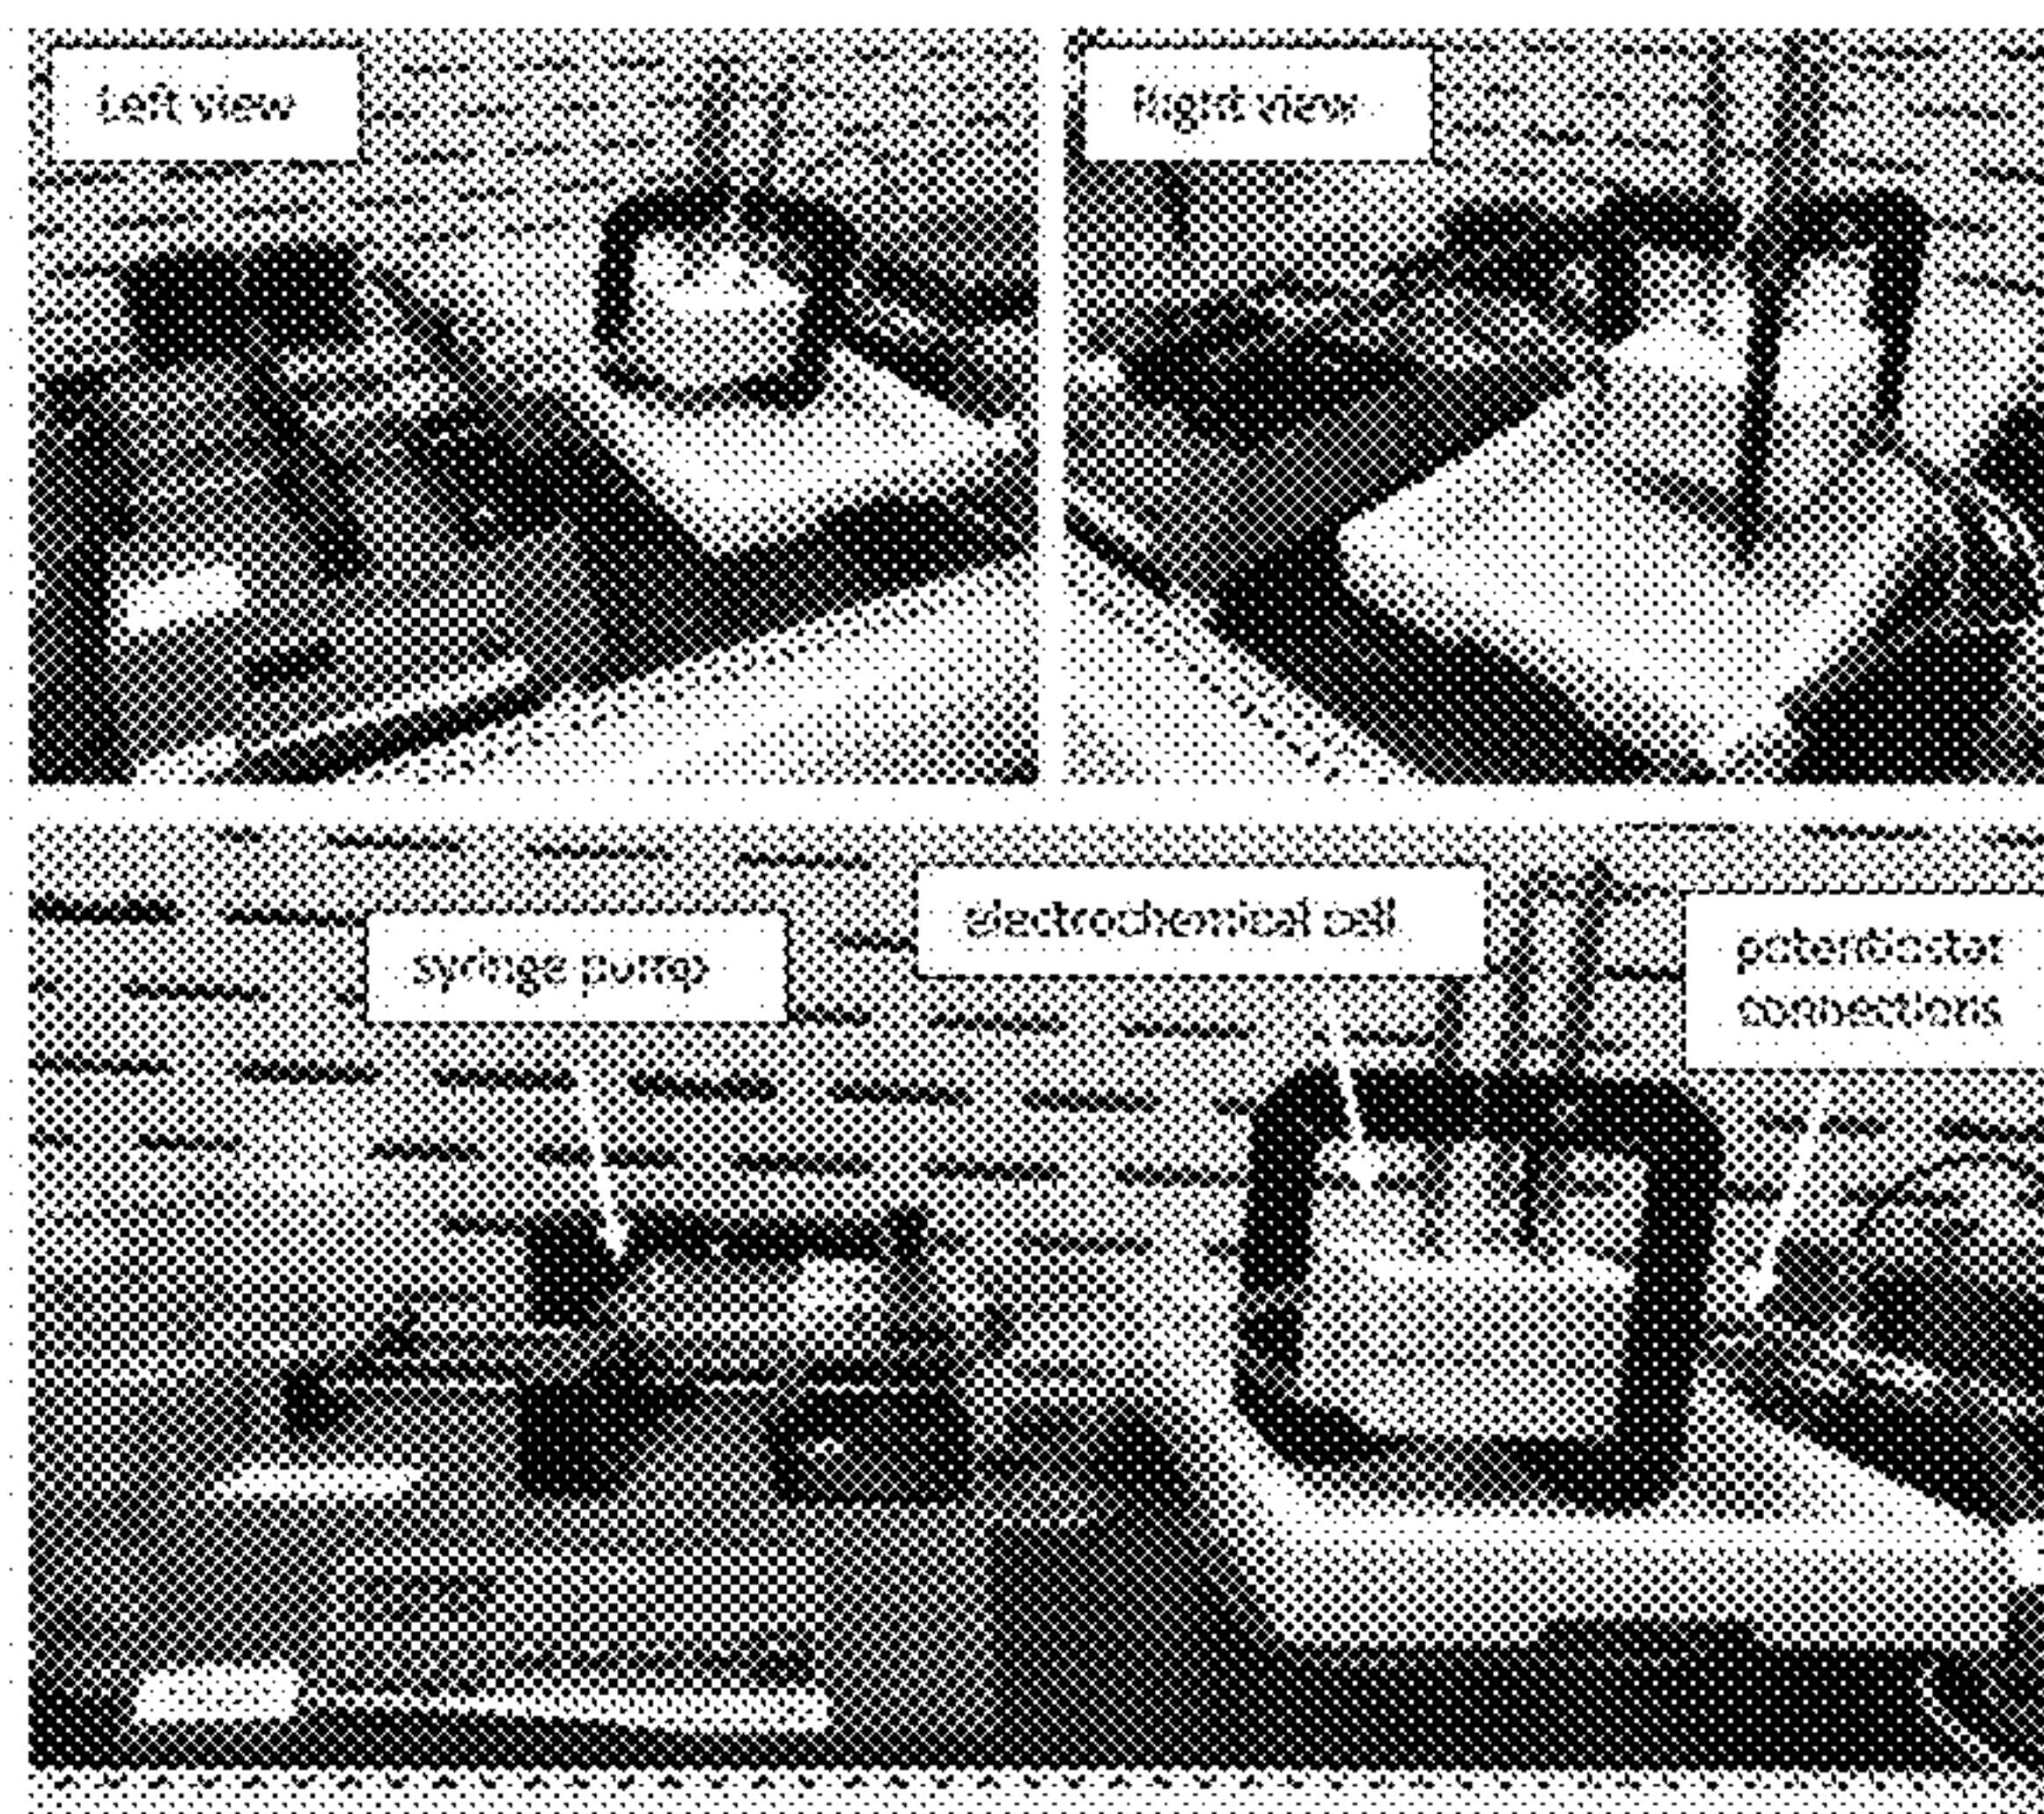 Left view
Right view
syringe pump
electrochemical cell
potentiostat
connections